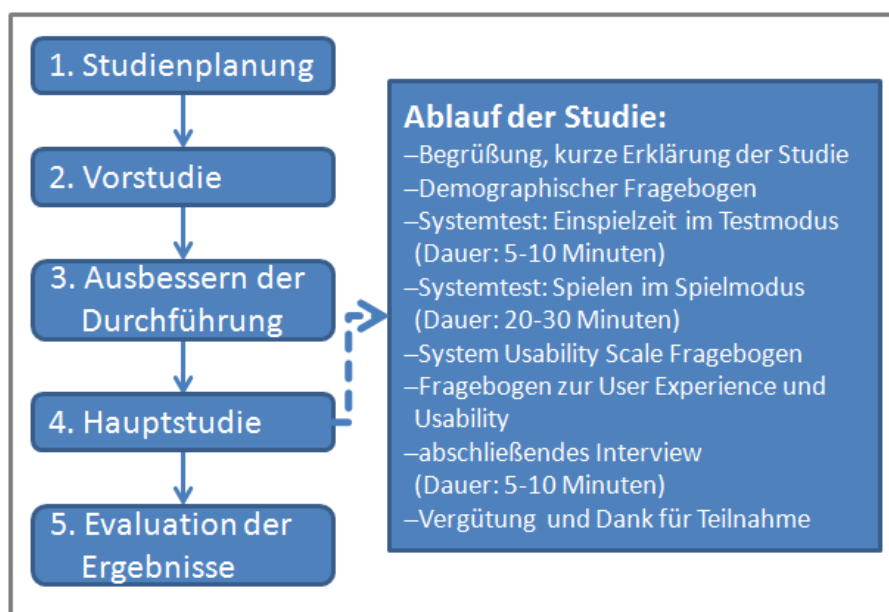 1. Studienplanung
2. Vorstudie
3. Ausbessern der
Durchführung
4. Hauptstudie
5. Evaluation der
Ergebnisse
Ablauf der Studie:
–Begrüßung, kurze Erklärung der Studie
–Demographischer Fragebogen
–Systemtest: Einspielzeit im Testmodus
(Dauer: 5-10 Minuten)
–Systemtest: Spielen im Spielmodus
(Dauer: 20-30 Minuten)
–System Usability Scale Fragebogen
–Fragebogen zur User Experience und
Usability
–abschließendes Interview
(Dauer: 5-10 Minuten)
–Vergütung und Dank für Teilnahme